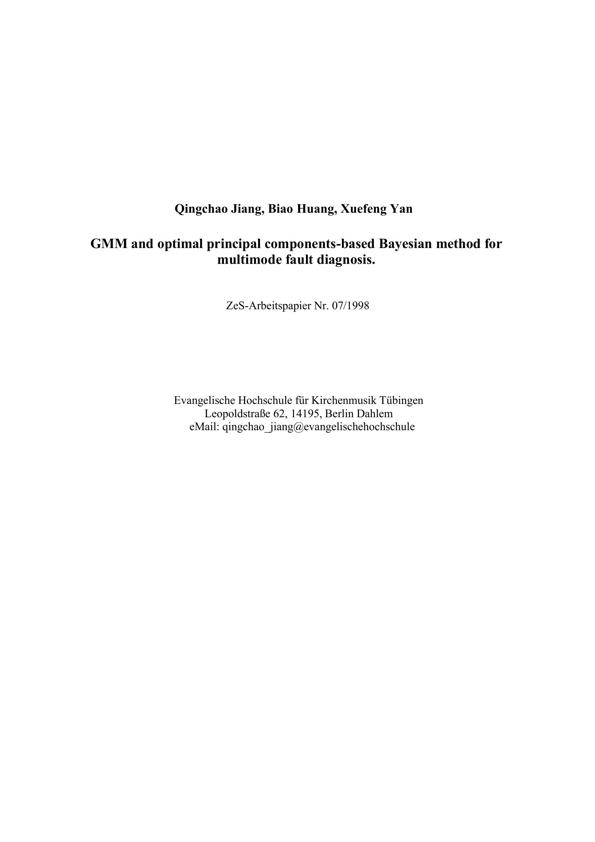 Qingchao Jiang, Biao Huang, Xuefeng Yan
GMM and optimal principal components-based Bayesian method for
multimode fault diagnosis.
ZeS-Arbeitspapier Nr. 07/1998
Evangelische Hochschule für Kirchenmusik Tübingen
Leopoldstraße 62, 14195, Berlin Dahlem
eMail: qingchao_jiang@evangelischehochschule